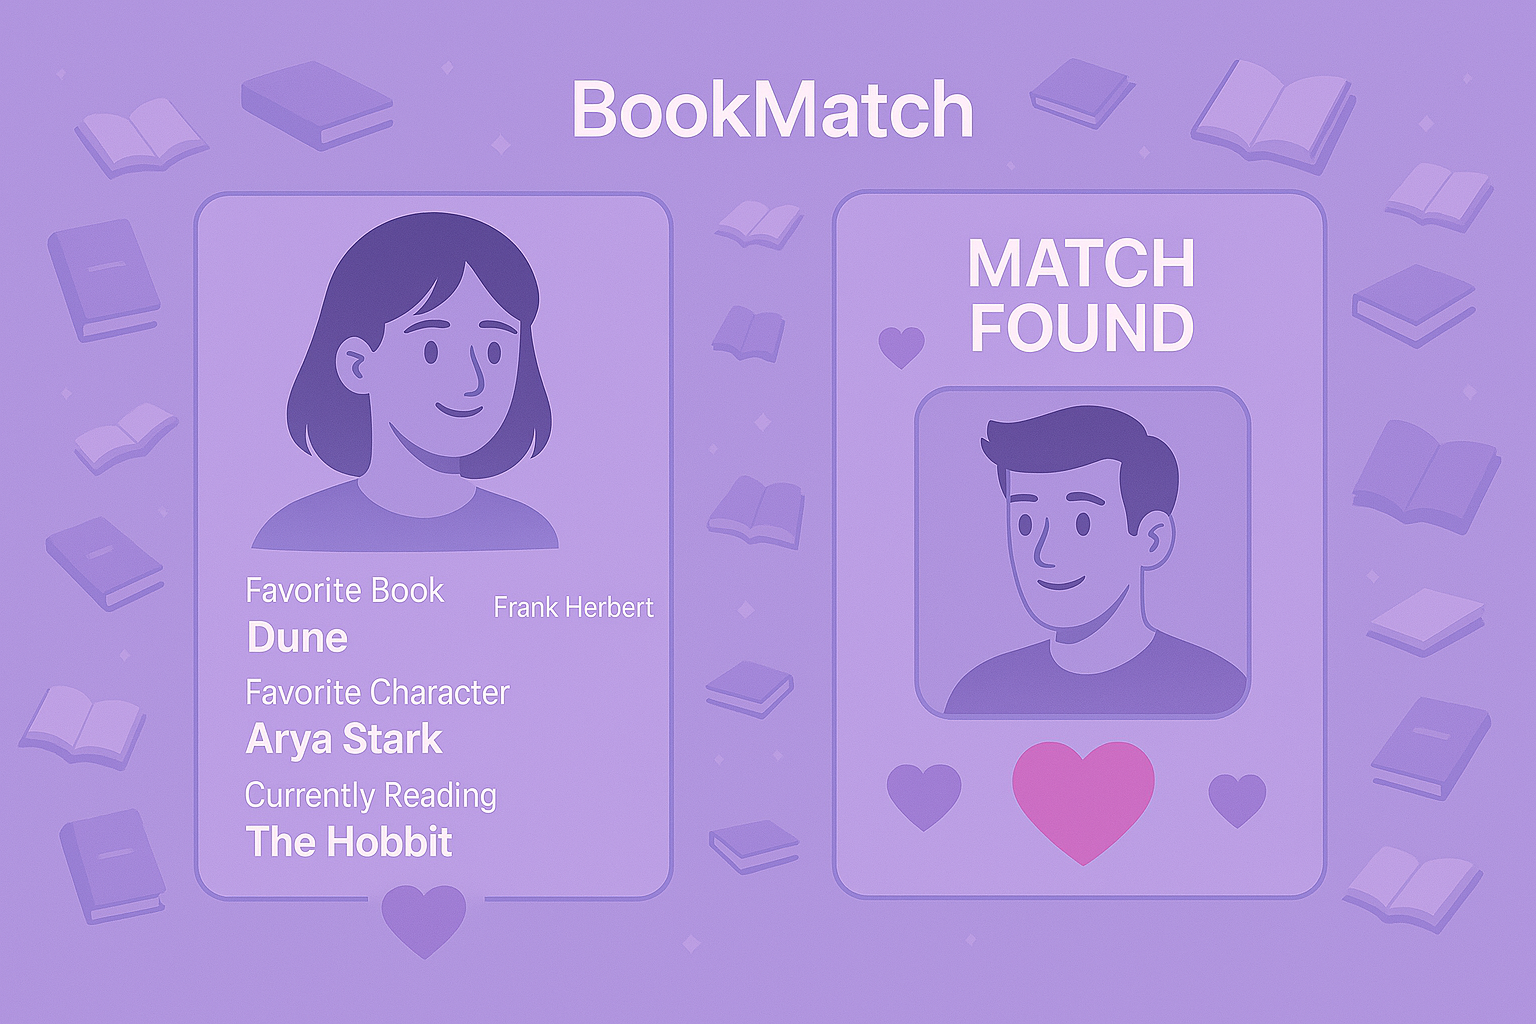 BookMatch
Favorite Book
Frank Herbert
Dune
Favorite Character
Arya Stark
Currently Reading
The Hobbit
MATCH
FOUND